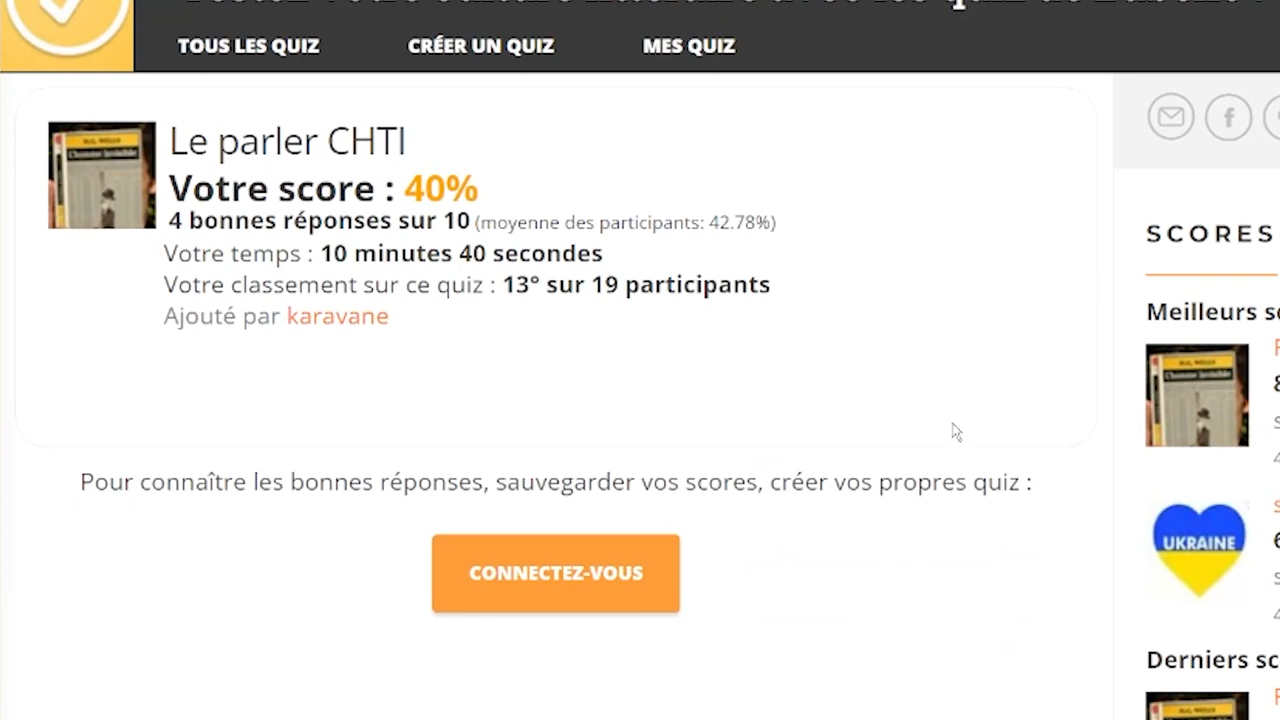 TOUS LES QUIZ
CRÉER UN QUIZ
MES QUIZ
Le parler CHTI
Votre score : 40%
4 bonnes réponses sur 10 (moyenne des participants: 42.78%)
Votre temps : 10 minutes 40 secondes
Votre classement sur ce quiz : 13° sur 19 participants
Ajouté par karavane
Pour connaître les bonnes réponses, sauvegarder vos scores, créer vos propres quiz :
CONNECTEZ-VOUS
SCORES
Meilleurs
UKRAINE
Derniers